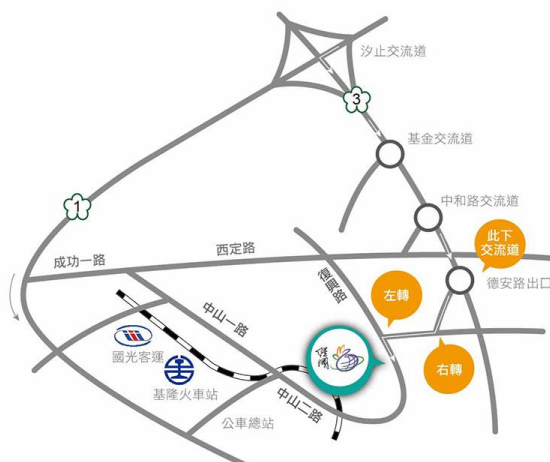 汐止交流道
3
基金交流道
1
中和路交流道
此下
交流道
西定路
成功一路
復興路
德安路出口
左轉
中山一路
國光客運
基隆火車站
右轉
中山二路
公車總站